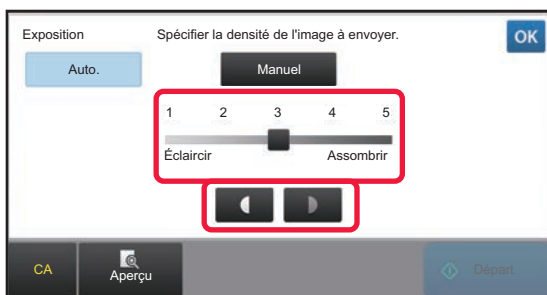 Exposition
Spécifier la densité de l'image à envoyer.
OK
Auto.
Manuel
1 2 3 4 5
Éclaircir Assombrir
CA
Aperçu
Départ